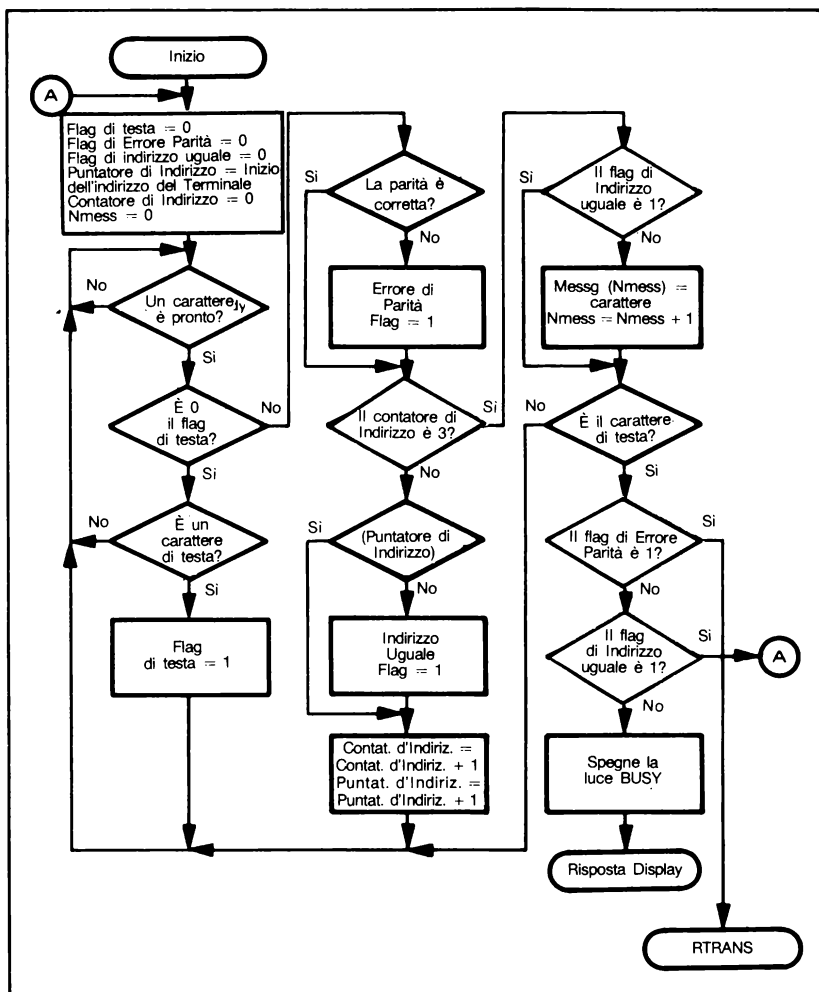 Inizio
A
Flag di testa = 0
Flag di Errore Parità = 0
Flag di indirizzo uguale = 0
Puntatore di Indirizzo = Inizio
dell'indirizzo del Terminale
Contatore di Indirizzo = 0
Nmess = 0
No
Un carattere
è pronto?
Si
È 0
il flag
di testa?
No
Si
No
È un
carattere
di testa?
Si
Flag
di testa = 1
Si
La parità è
corretta?
No
Errore di
Parità
Flag = 1
Il contatore di
Indirizzo è 3?
Si
No
Si
(Puntatore di
Indirizzo)
No
Indirizzo
Uguale
Flag = 1
Contat. d'Indiriz. =
Contat. d'Indiriz. + 1
Puntat. d'Indiriz. =
Puntat. d'Indiriz. + 1
Si
Il flag di
Indirizzo
uguale è 1?
No
Messg (Nmess) =
carattere
Nmess = Nmess + 1
No
È il carattere
di testa?
Si
Il flag di Errore
Parità è 1?
Si
No
Il flag
di Indirizzo
uguale è 1?
Si
A
No
Spegne la
luce BUSY
Risposta Display
RTRANS